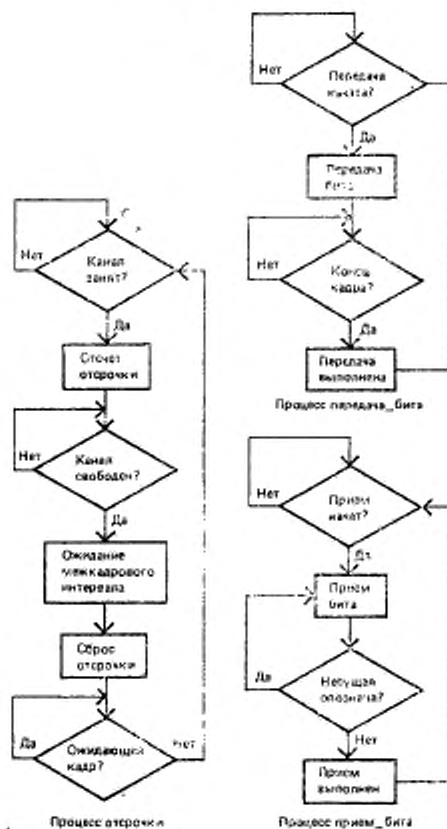 Нет
Канал
занят?
Да
Отсчет
отсрочки
Нет
Канал
свободен?
Да
Ожидание
межкадрового
интервала
Сброс
отсрочки
Да
Ожидающий
кадр?
Нет
Процесс отсрочки
Нет
Передача
начата?
Да
Передача
бита
Нет
Конец
кадра?
Да
Передача
выполнена
Процесс передача_бита
Нет
Прием
начат?
Да
Прием
бита
Да
Несущая
опознана?
Нет
Прием
выполнен
Процесс прием_бита